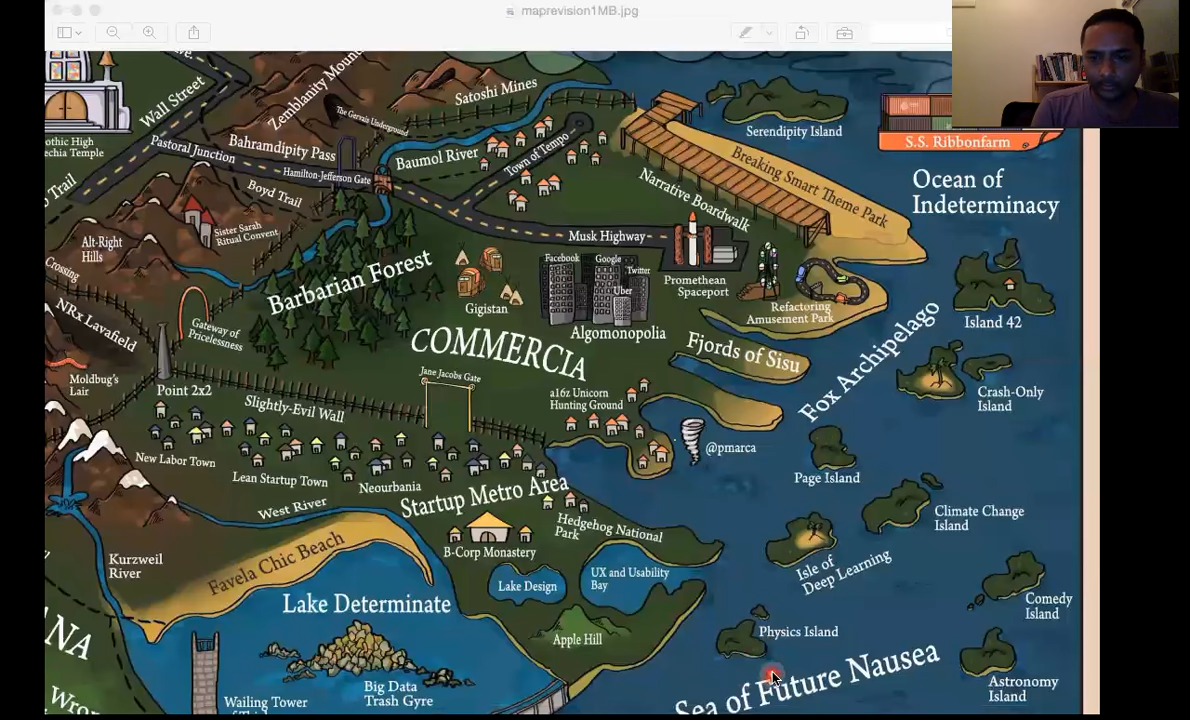 maprevision1MB.jpg
Wall Street
Zemblanity
The Gervais Underground
Satoshi Mines
Serendipity Island
S.S. Ribbonfarm
Pastoral Junction
Bahramdipity Pass
Hamilton-Jefferson Gate
Baumol River
Town of Tempo
Breaking Smart Theme Park
Narrative Boardwalk
Ocean of
Indeterminacy
Trail
Boyd Trail
Sister Sarah
Ritual Convent
Alt-Right
Hills
Crossing
Musk Highway
Barbarian Forest
Gigistan
Facebook
Google
Twitter
Uber
Algomonopolia
Promethean
Spaceport
Refactoring
Amusement Park
Island 42
NRx Lavafield
Gateway of
Pricelessness
COMMERCIA
Fjords of Sisu
Fox Archipelago
Moldbug's
Lair
Point 2x2
Slightly-Evil Wall
Jane Jacobs Gate
a16z Unicorn
Hunting Ground
Crash-Only
Island
@pmarca
New Labor Town
Lean Startup Town
Neourbania
Startup Metro Area
Page Island
West River
Hedgehog National
Park
Climate Change
Island
B-Corp Monastery
Kurzweil
River
Favela Chic Beach
Lake Design
UX and Usability
Bay
Isle of
Deep Learning
Comedy
Island
Lake Determinate
Apple Hill
Physics Island
Big Data
Trash Gyre
Wailing Tower
Sea of Future Nausea
Astronomy
Island